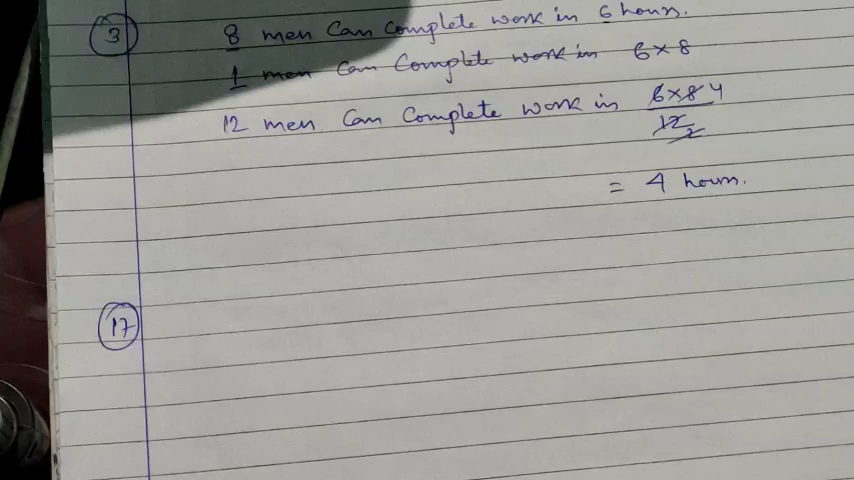 3 8 men can complete work in 6 hours.
1 men can complete work in 6×8
12 men can complete work in 6×8 4
12 2
= 4 hours.
17